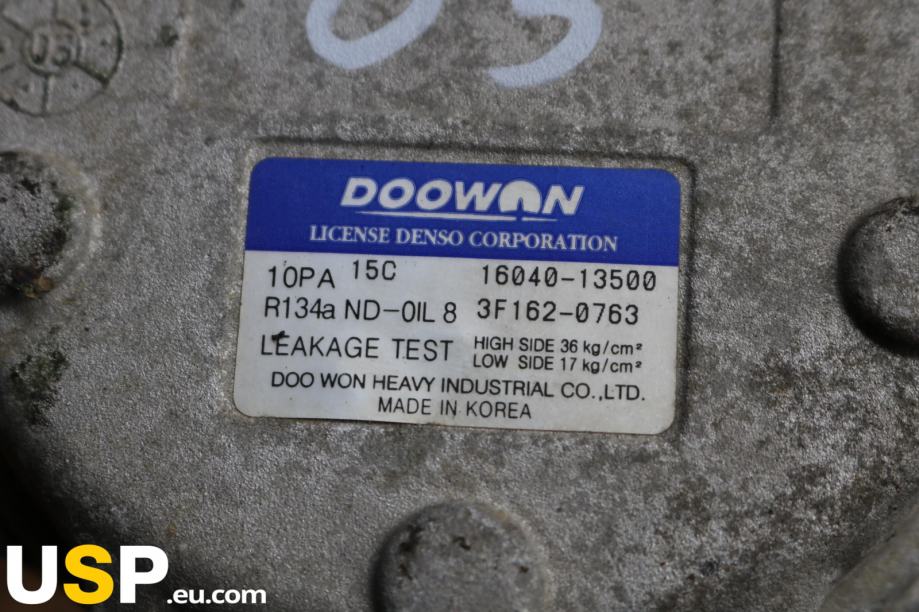 05
DOOWON
LICENSE DENSO CORPORATION
10PA 15C 16040-13500
R134a ND-OIL 8 3F162-0763
LEAKAGE TEST HIGH SIDE 36 kg/cm²
LOW SIDE 17 kg/cm²
DOO WON HEAVY INDUSTRIAL CO.,LTD.
MADE IN KOREA
USP.eu.com